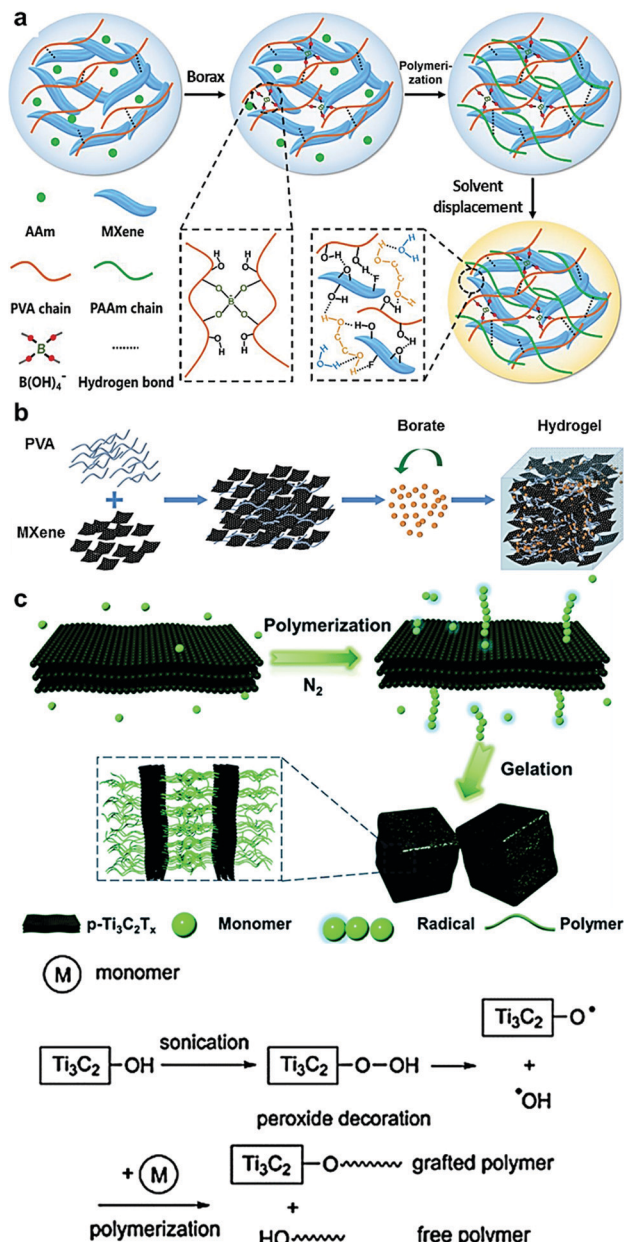 a
Borax
Polymeri-
zation
Solvent
displacement
AAm
MXene
PVA chain
PAAm chain
B(OH)₄⁻
Hydrogen bond
b
PVA
+
MXene
Borate
Hydrogel
c
Polymerization
N₂
Gelation
p-Ti₃C₂Tₓ
Monomer
Radical
Polymer
M monomer
Ti₃C₂-OH
sonication
Ti₃C₂-O-OH
peroxide decoration
Ti₃C₂-O•
+
•OH
+ M
polymerization
Ti₃C₂-O grafted polymer
+
HO free polymer